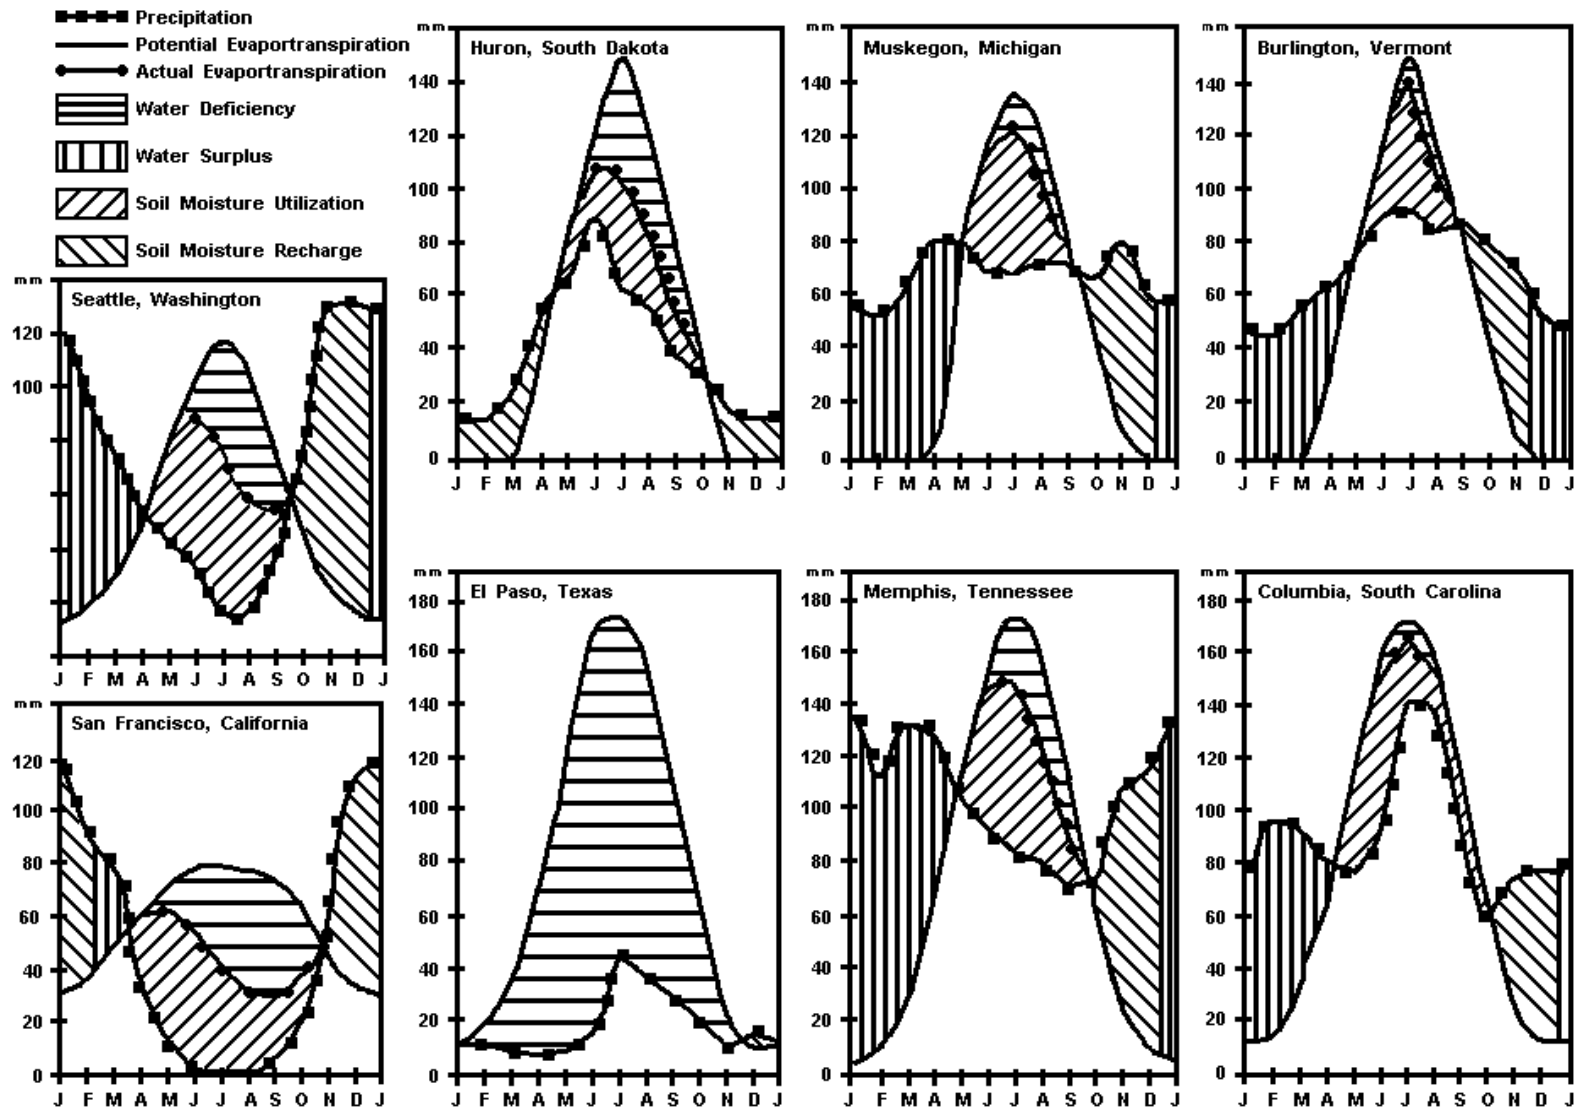 Precipitation
Potential Evaportranspiration
Actual Evaportranspiration
Water Deficiency
Water Surplus
Soil Moisture Utilization
Soil Moisture Recharge
mm
Seattle, Washington
120
100
J F M A M J J A S O N D J
mm
Huron, South Dakota
140
120
100
80
60
40
20
0
J F M A M J J A S O N D J
mm
Muskegon, Michigan
140
120
100
80
60
40
20
0
J F M A M J J A S O N D J
mm
Burlington, Vermont
140
120
100
80
60
40
20
0
J F M A M J J A S O N D J
mm
San Francisco, California
120
100
80
60
40
20
0
J F M A M J J A S O N D J
mm
El Paso, Texas
180
160
140
120
100
80
60
40
20
0
J F M A M J J A S O N D J
mm
Memphis, Tennessee
180
160
140
120
100
80
60
40
20
0
J F M A M J J A S O N D J
mm
Columbia, South Carolina
180
160
140
120
100
80
60
40
20
0
J F M A M J J A S O N D J